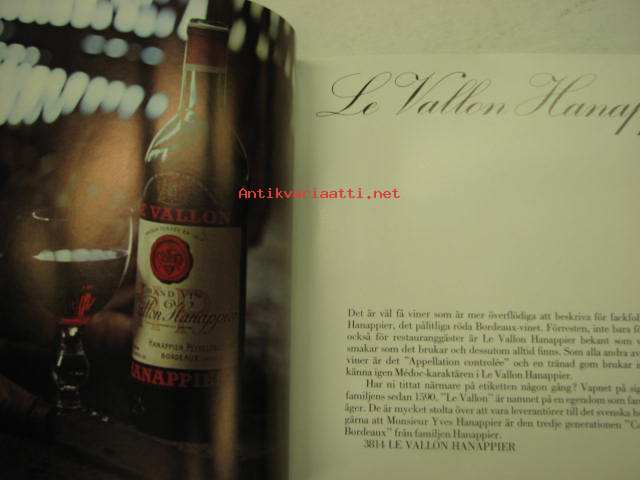 LE VALLON
GRAND VIN
Vallon Hanappier
HANAPPIER PEYRELONGUE
BORDEAUX
HANAPPIER
Antikvariaatti.net
Le Vallon Hanapp
Det är väl få viner som är mer överflödiga att beskriva för fackfol
Hanappier, det pålitliga röda Bordeaux-vinet. Förresten, inte bara fö
också för restauranggäster är Le Vallon Hanappier bekant som v
smakar som det brukar och dessutom alltid finns. Som alla andra av
viner är det "Appellation controlée" och en tränad gom brukar n
känna igen Médoc-karaktären i Le Vallon Hanappier.
Har ni tittat närmare på etiketten någon gång? Vapnet på sig
familjens sedan 1590. "Le Vallon" är namnet på en egendom som fan
äger. De är mycket stolta över att vara leverantörer till det svenska ho
gärna att Monsieur Yves Hanappier är den tredje generationen "Co
Bordeaux" från familjen Hanappier.
3814 LE VALLON HANAPPIER